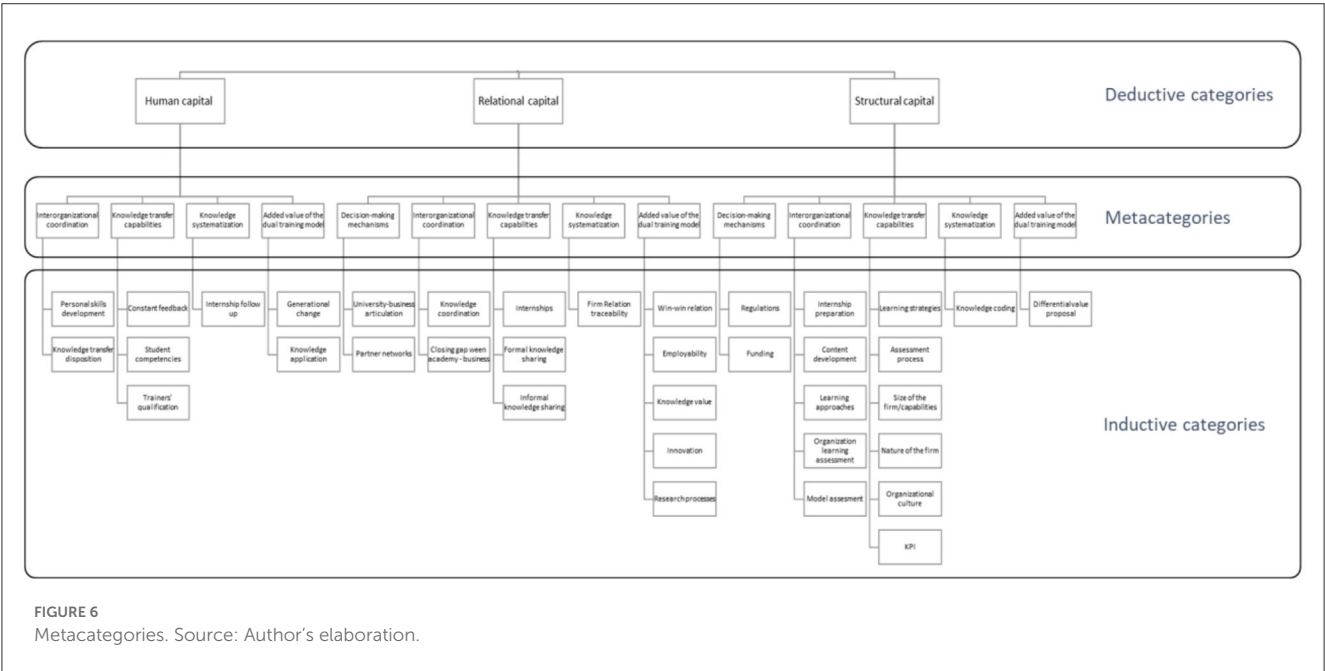 Human capital
Relational capital
Structural capital
Deductive categories
Interorganizational
coordination
Knowledge transfer
capabilities
Knowledge
systematization
Added value of the
dual training model
Decision-making
mechanisms
Interorganizational
coordination
Knowledge transfer
capabilities
Knowledge
systematization
Added value of the
dual training model
Decision-making
mechanisms
Interorganizational
coordination
Knowledge transfer
capabilities
Knowledge
systematization
Added value of the
dual training model
Metacategories
Personal skills
development
Knowledge transfer
disposition
Constant feedback
Student
competencies
Trainers'
qualification
Internship follow
up
Generational
change
Knowledge
application
University-business
articulation
Partner networks
Knowledge
coordination
Closing gap ween
academy - business
Internships
Formal knowledge
sharing
Informal
knowledge sharing
Firm Relation
traceability
Win-win relation
Employability
Knowledge value
Innovation
Research processes
Regulations
Funding
Internship
preparation
Content
development
Learning
approaches
Organization
learning
assessment
Model assesment
Learning strategies
Assessment
process
Size of the
firm/capabilities
Nature of the firm
Organizational
culture
KPI
Knowledge coding
Differential value
proposal
Inductive categories
FIGURE 6
Metacategories. Source: Author's elaboration.